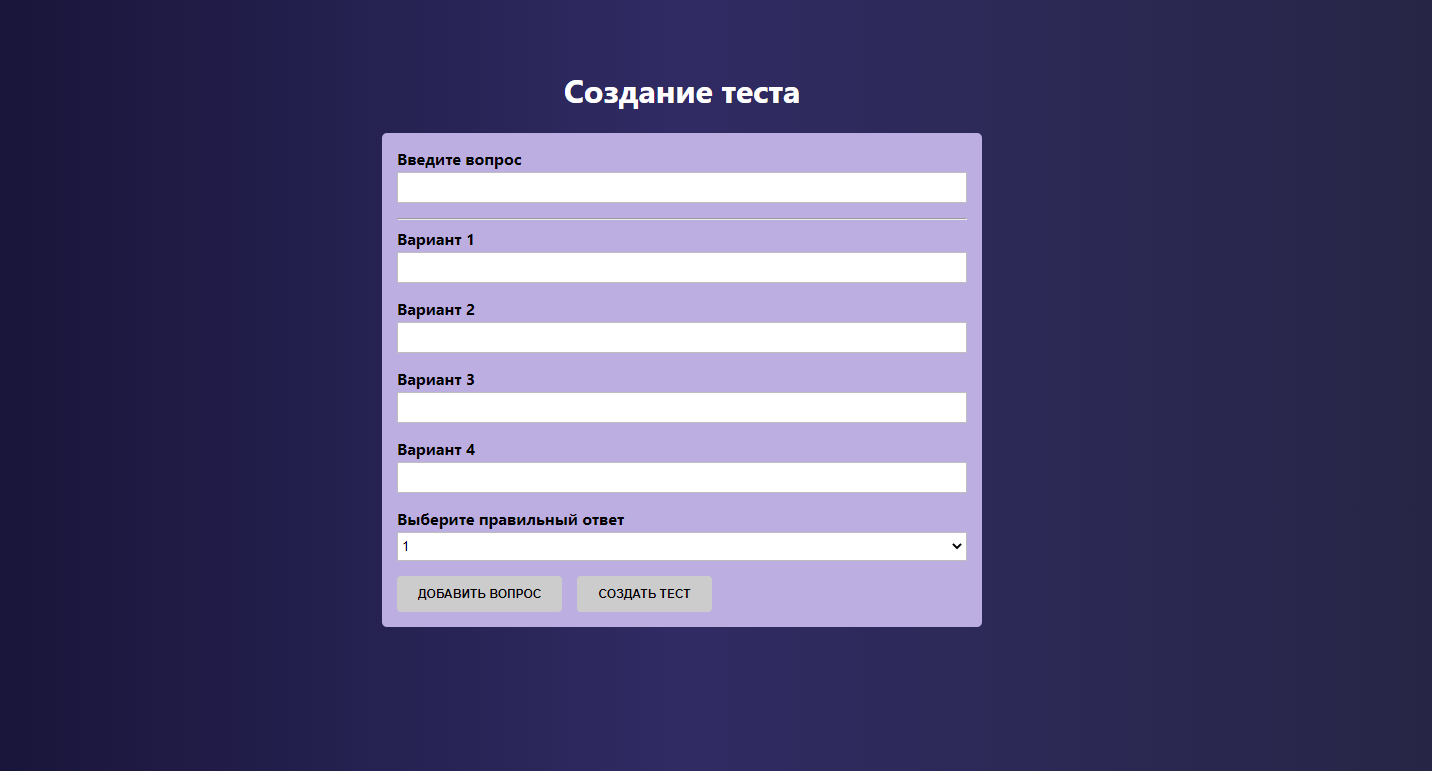 Создание теста
Введите вопрос
Вариант 1
Вариант 2
Вариант 3
Вариант 4
Выберите правильный ответ
1
ДОБАВИТЬ ВОПРОС
СОЗДАТЬ ТЕСТ